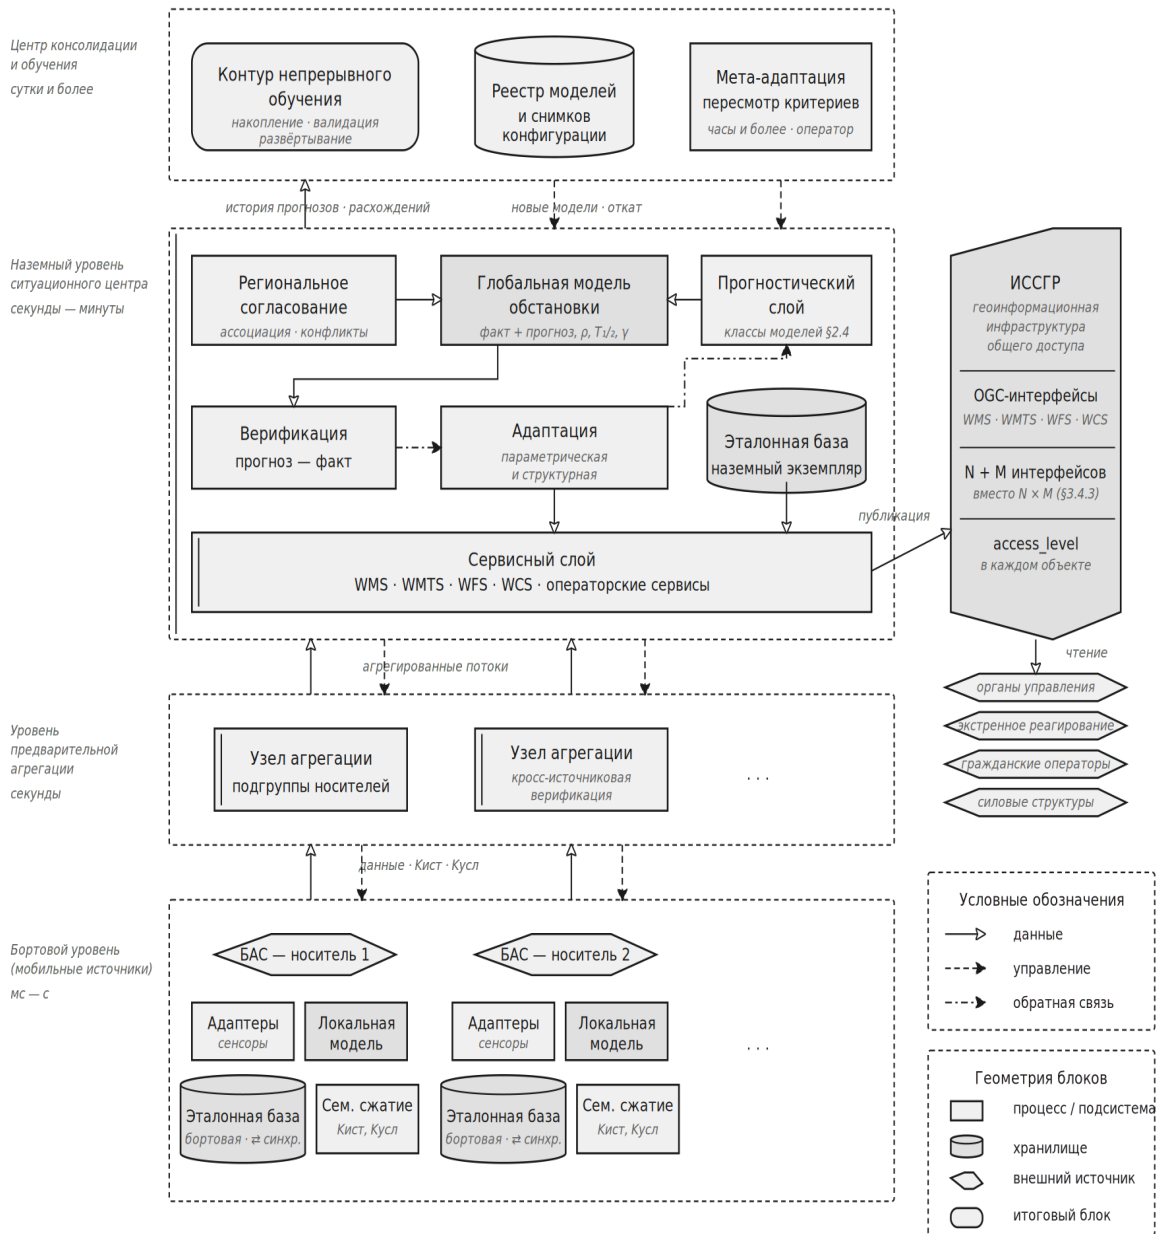 Центр консолидации
и обучения
сутки и более
Контур непрерывного
обучения
накопление · валидация
развёртывание
Реестр моделей
и снимков
конфигурации
Мета-адаптация
пересмотр критериев
часы и более · оператор
история прогнозов · расхождений
новые модели · откат
Наземный уровень
ситуационного центра
секунды — минуты
Региональное
согласование
ассоциация · конфликты
Глобальная модель
обстановки
факт + прогноз, ρ, T₁/₂, γ
Прогностический
слой
классы моделей §2.4
Верификация
прогноз — факт
Адаптация
параметрическая
и структурная
Эталонная база
наземный экземпляр
публикация
Сервисный слой
WMS · WMTS · WFS · WCS · операторские сервисы
ИССГР
геоинформационная
инфраструктура
общего доступа
OGC-интерфейсы
WMS · WMTS · WFS · WCS
N + M интерфейсов
вместо N × M (§3.4.3)
access_level
в каждом объекте
чтение
органы управления
экстренное реагирование
гражданские операторы
силовые структуры
агрегированные потоки
Уровень
предварительной
агрегации
секунды
Узел агрегации
подгруппы носителей
Узел агрегации
кросс-источниковая
верификация
. . .
данные · Кист · Кусл
Бортовой уровень
(мобильные источники)
мс — с
БАС — носитель 1
Адаптеры
сенсоры
Локальная
модель
Эталонная база
бортовая · ⇄ синхр.
Сем. сжатие
Кист, Кусл
БАС — носитель 2
Адаптеры
сенсоры
Локальная
модель
Эталонная база
бортовая · ⇄ синхр.
Сем. сжатие
Кист, Кусл
. . .
Условные обозначения
данные
управление
обратная связь
Геометрия блоков
процесс / подсистема
хранилище
внешний источник
итоговый блок